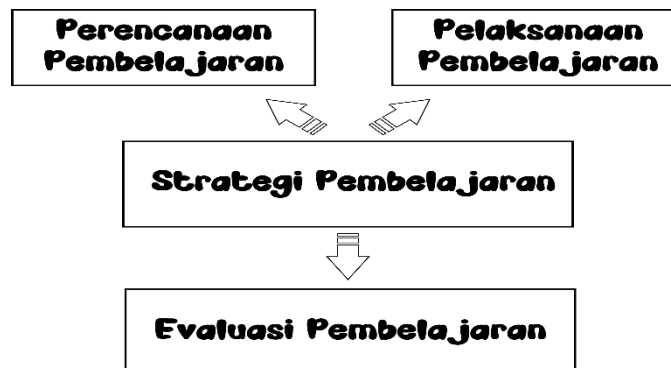 Perencanaan
Pembelajaran
Pelaksanaan
Pembelajaran
Strategi Pembelajaran
Evaluasi Pembelajaran